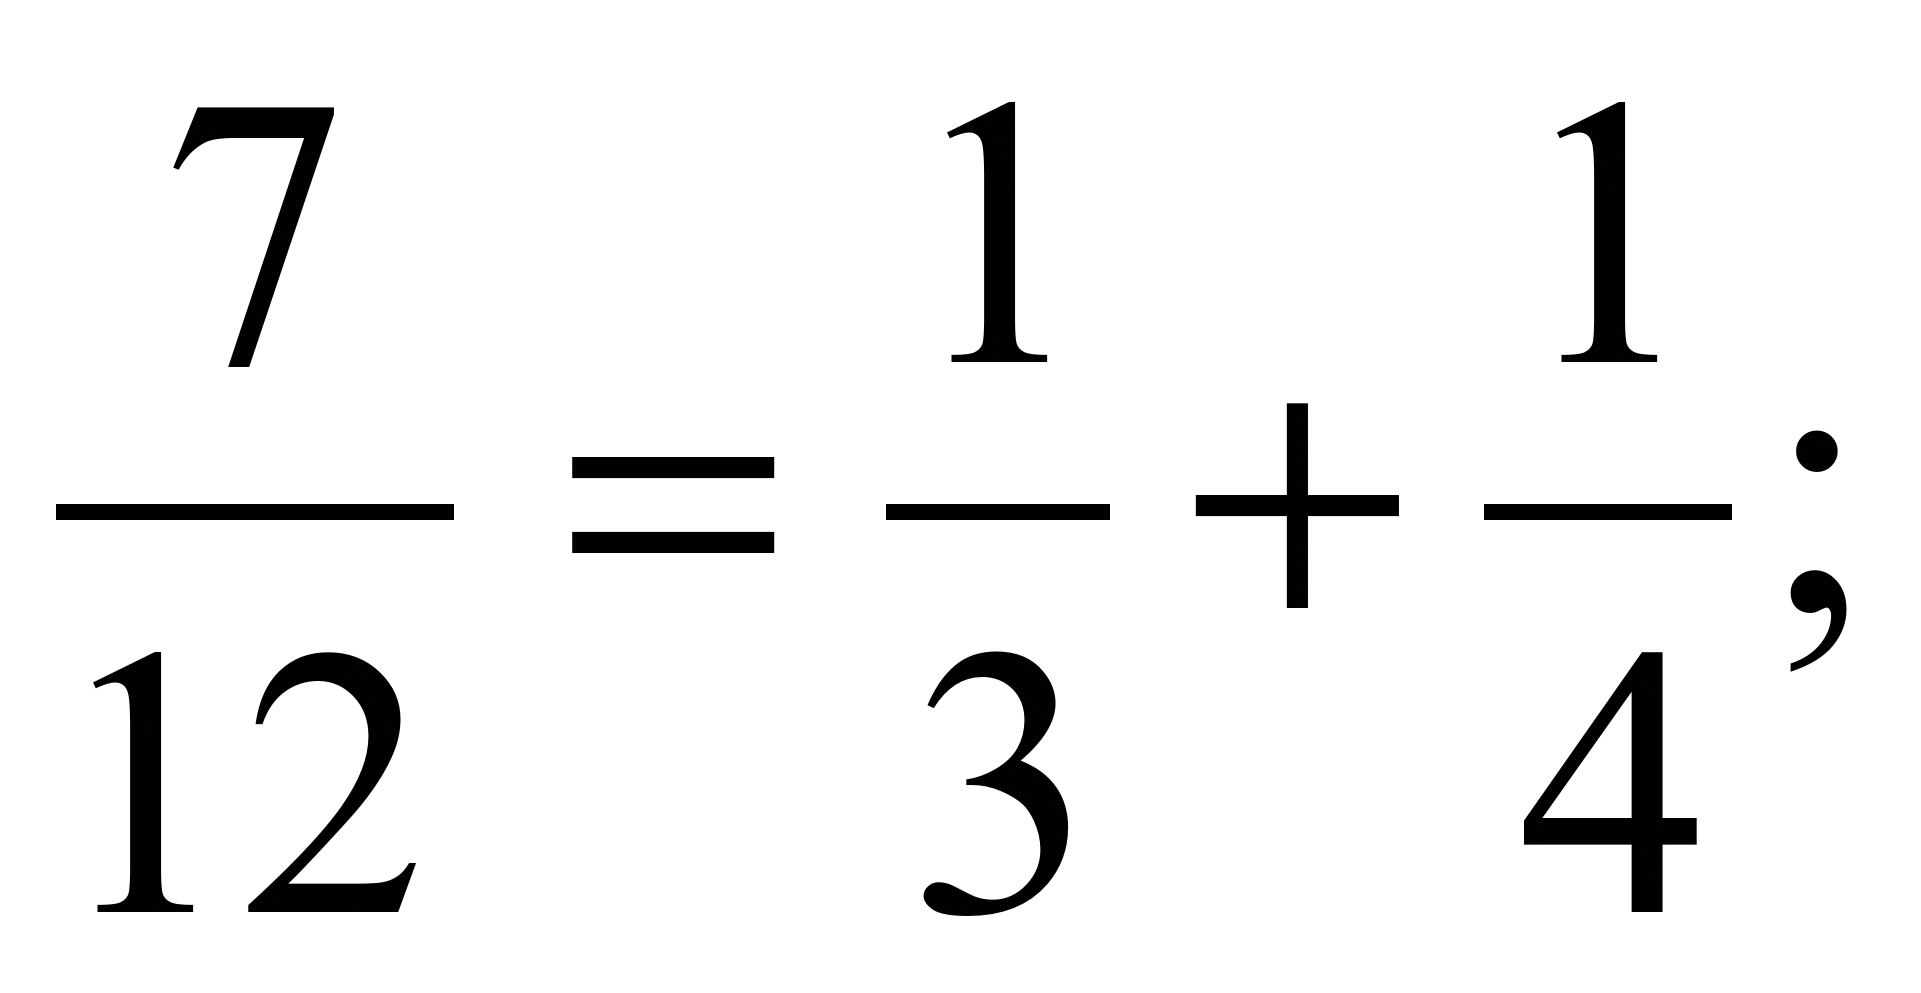 7/12 = 1/3 + 1/4;